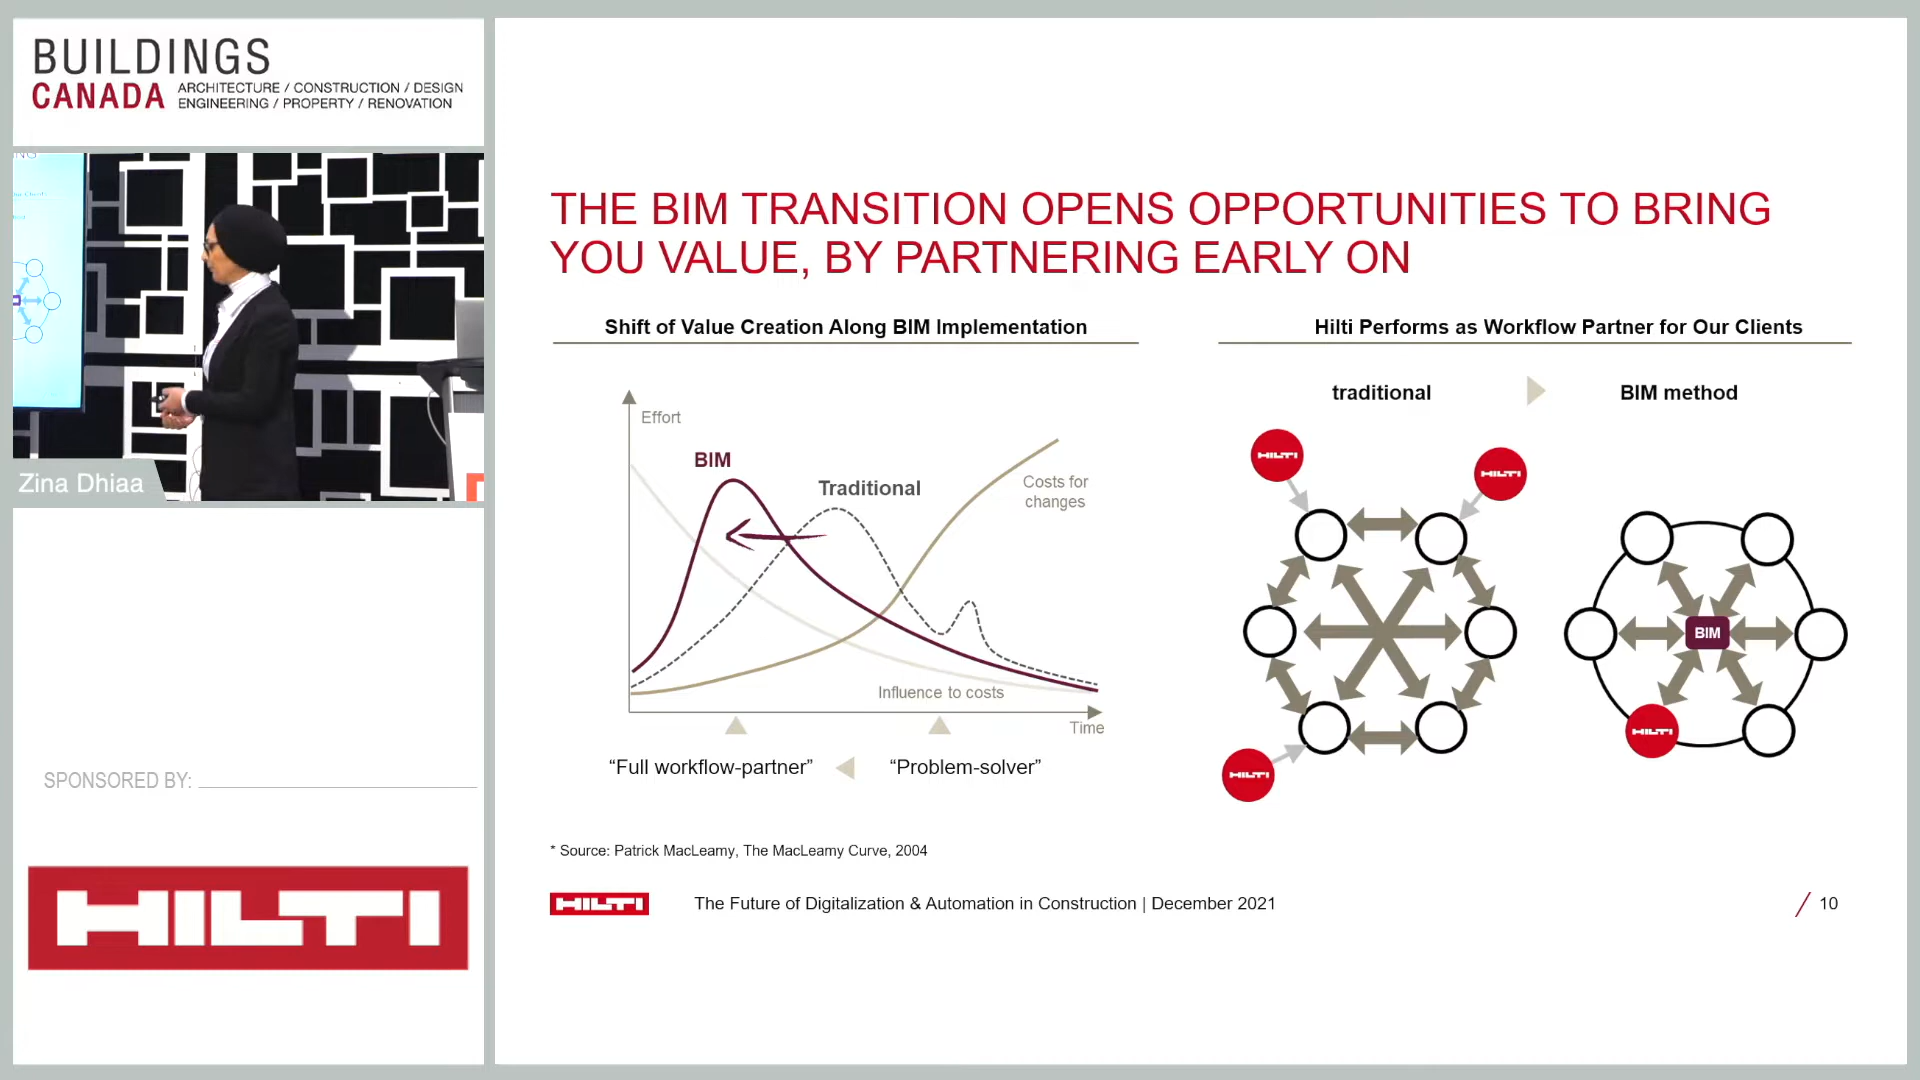 BUILDINGS
CANADA
ARCHITECTURE / CONSTRUCTION / DESIGN
ENGINEERING / PROPERTY / RENOVATION
Zina Dhiaa
SPONSORED BY:
HILTI
THE BIM TRANSITION OPENS OPPORTUNITIES TO BRING
YOU VALUE, BY PARTNERING EARLY ON
Shift of Value Creation Along BIM Implementation
Effort
BIM
Traditional
Costs for
changes
Influence to costs
Time
“Full workflow-partner”
“Problem-solver”
Hilti Performs as Workflow Partner for Our Clients
traditional
BIM method
HILTI
HILTI
HILTI
BIM
HILTI
* Source: Patrick MacLeamy, The MacLeamy Curve, 2004
HILTI
The Future of Digitalization & Automation in Construction | December 2021
/ 10